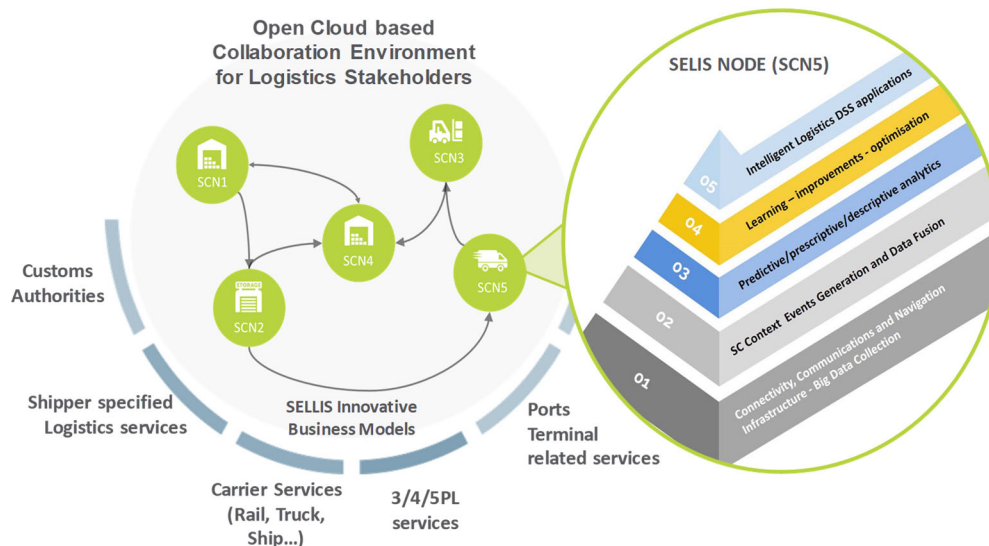 Open Cloud based
Collaboration Environment
for Logistics Stakeholders
SCN1
SCN3
SCN4
STORAGE
SCN2
SCN5
SELLIS Innovative
Business Models
Customs
Authorities
Shipper specified
Logistics services
Carrier Services
(Rail, Truck,
Ship...)
3/4/5PL
services
Ports
Terminal
related services
SELIS NODE (SCN5)
05
Intelligent Logistics DSS applications
04
Learning – improvements - optimisation
03
Predictive/prescriptive/descriptive analytics
02
SC Context Events Generation and Data Fusion
01
Connectivity, Communications and Navigation
Infrastructure - Big Data Collection